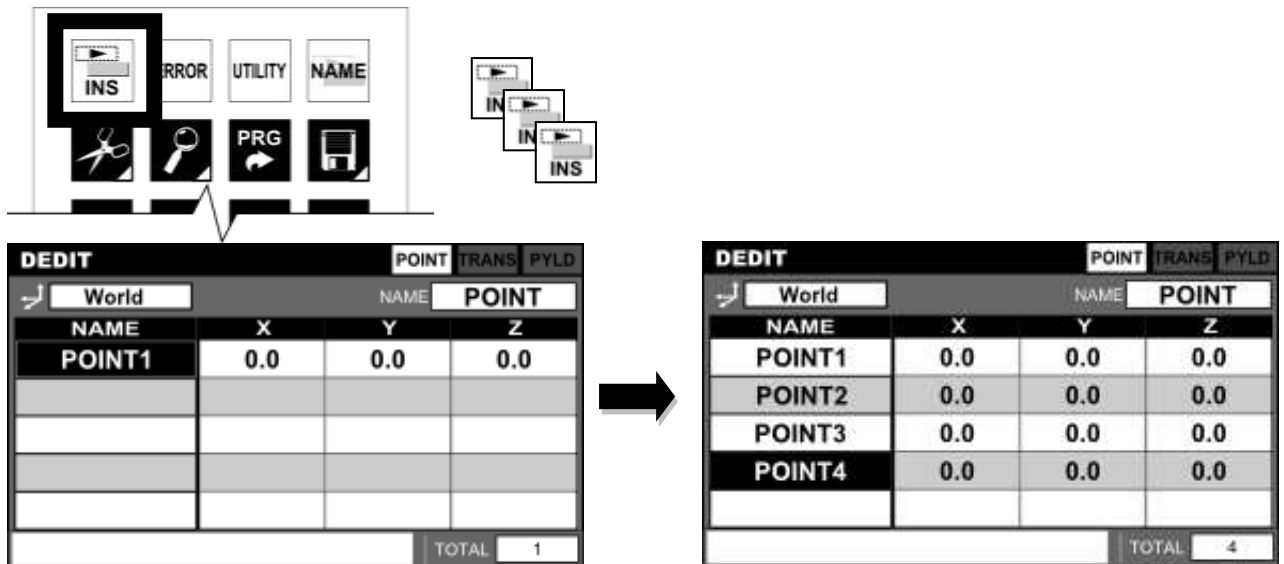 INS ERROR UTILITY NAME
PRG
INS
INS
INS
DEDIT POINT TRANS PYLD
World NAME POINT
NAME X Y Z
POINT1 0.0 0.0 0.0
TOTAL 1
DEDIT POINT TRANS PYLD
World NAME POINT
NAME X Y Z
POINT1 0.0 0.0 0.0
POINT2 0.0 0.0 0.0
POINT3 0.0 0.0 0.0
POINT4 0.0 0.0 0.0
TOTAL 4